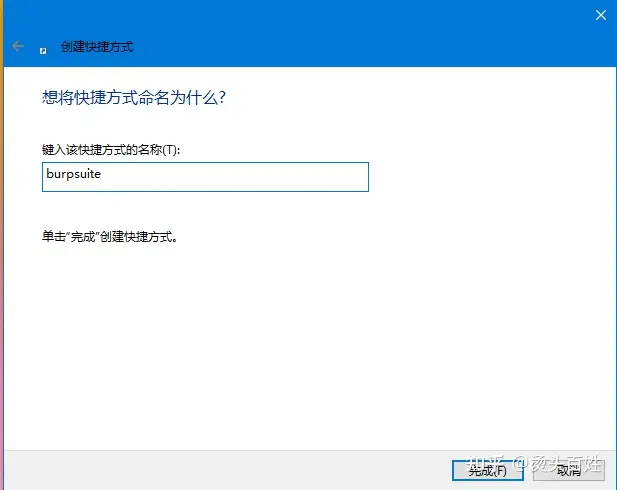 创建快捷方式
想将快捷方式命名为什么?
键入该快捷方式的名称(T):
burpsuite
单击"完成"创建快捷方式。
完成(F)
取消
知乎 @烫头百姓